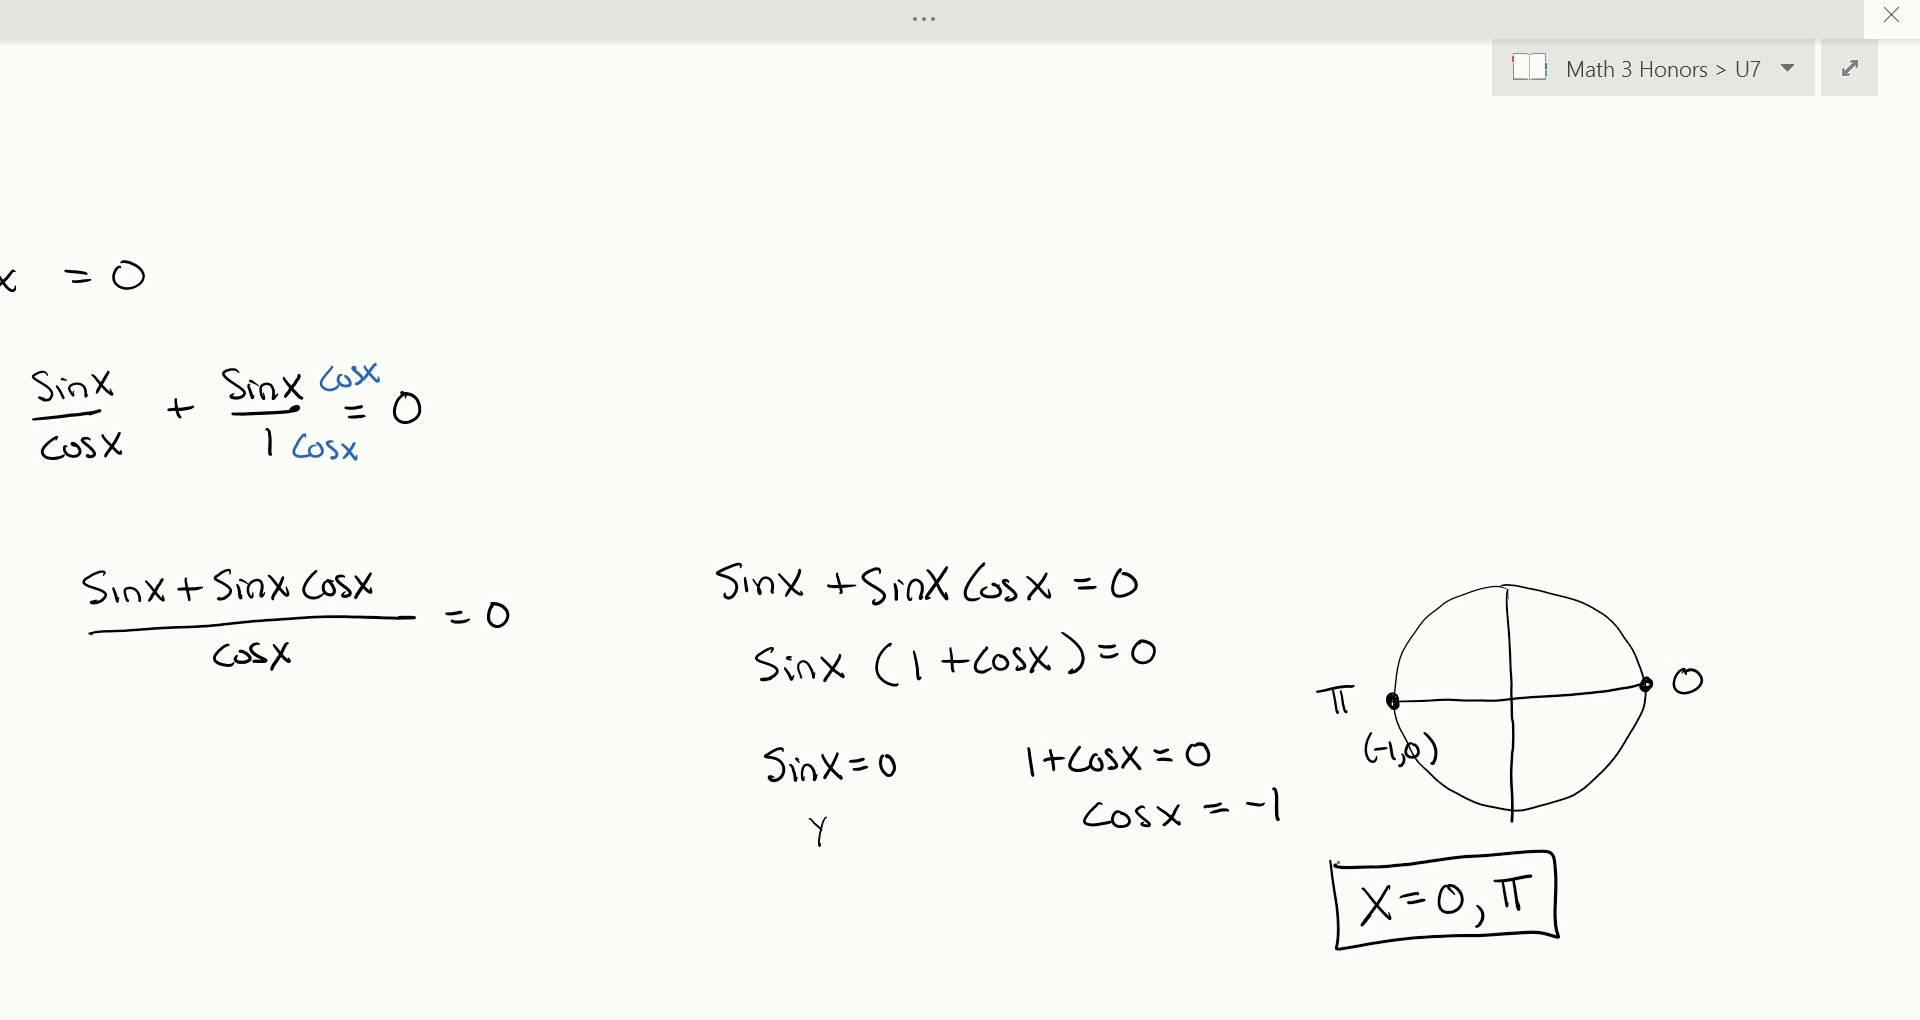 Math 3 Honors > U7
x = 0
sinx/cosx + sinx cosx/1 cosx = 0
sinx + sinx cosx/cosx = 0
sinx + sinx cosx = 0
sinx (1 + cosx) = 0
sinx = 0
1 + cosx = 0
y
cosx = -1
π
0
(-1,0)
x = 0, π